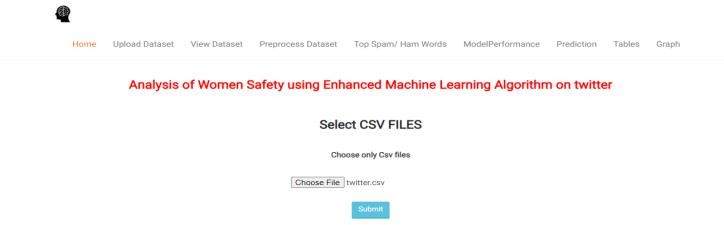 Home Upload Dataset View Dataset Preprocess Dataset Top Spam/ Ham Words ModelPerformance Prediction Tables Graph
Analysis of Women Safety using Enhanced Machine Learning Algorithm on twitter
Select CSV FILES
Choose only Csv files
Choose File twitter.csv
Submit